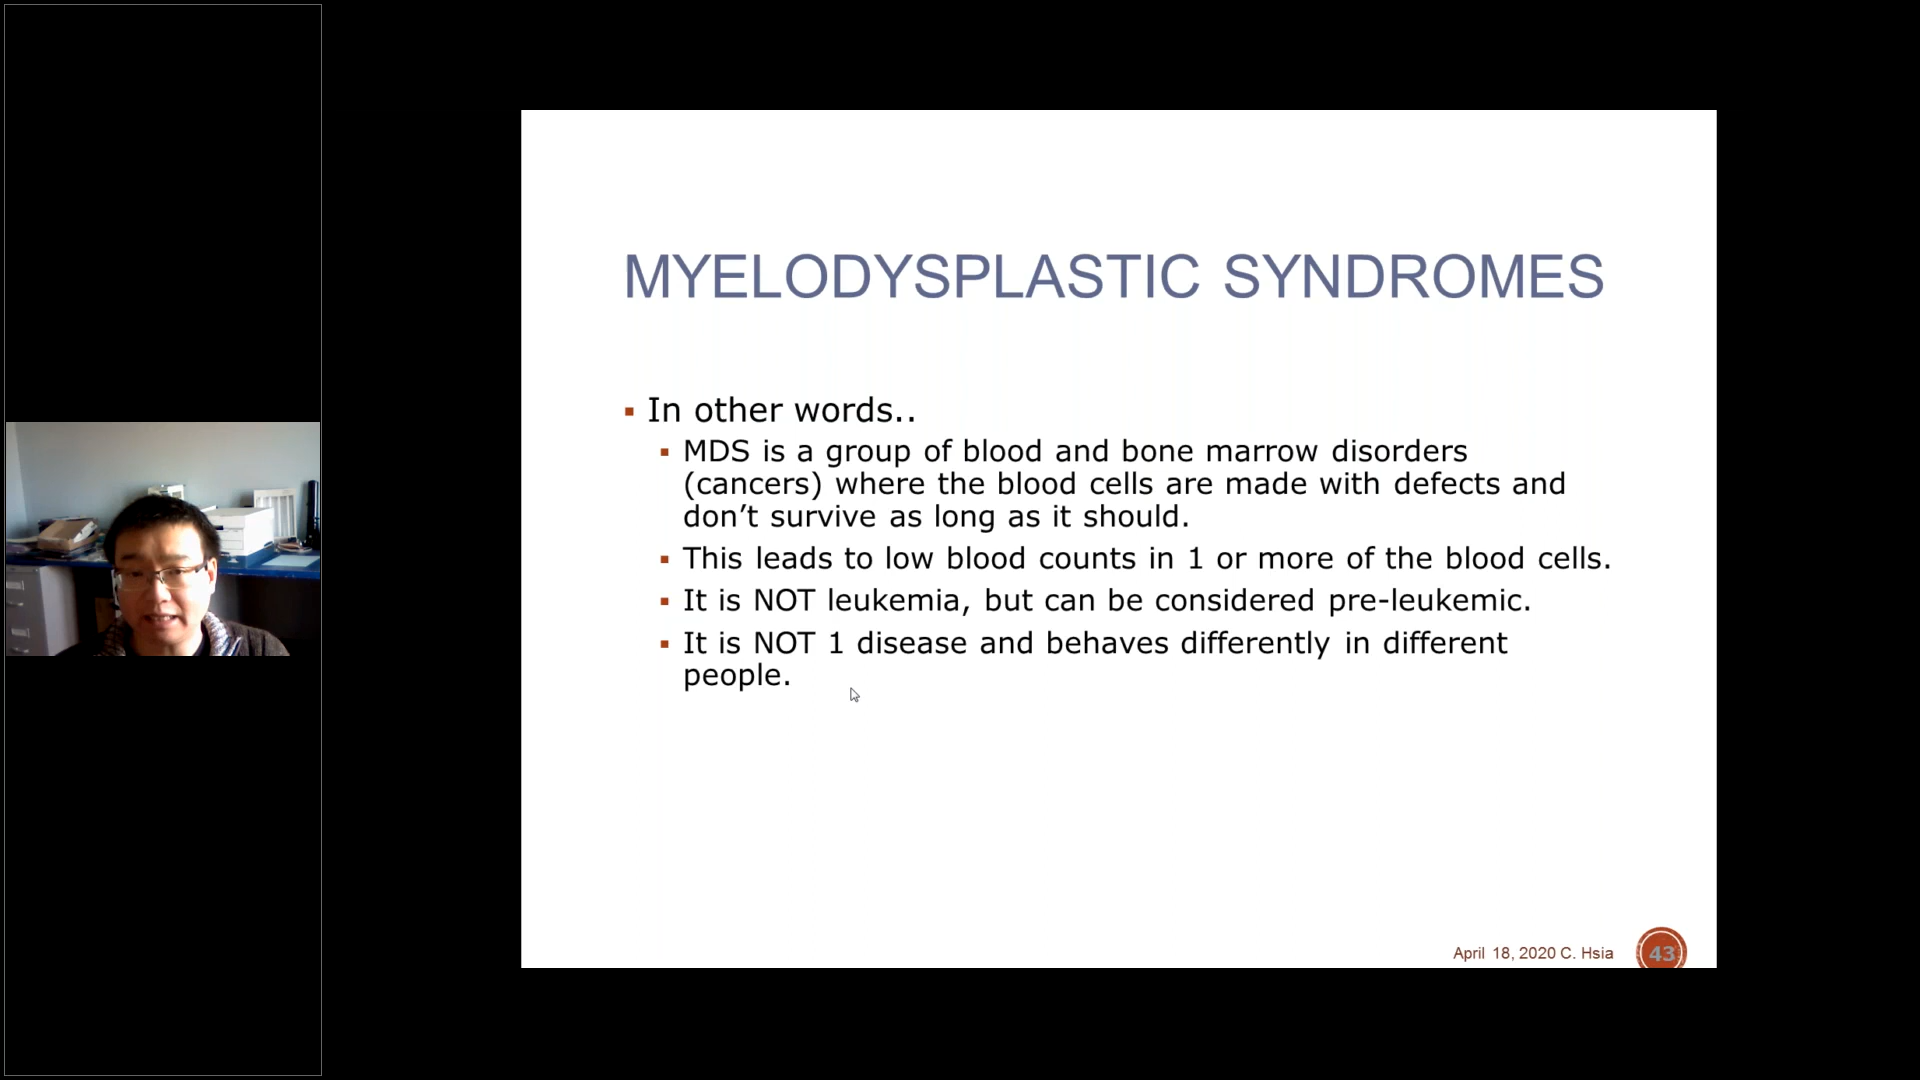 MYELODYSPLASTIC SYNDROMES
In other words..
MDS is a group of blood and bone marrow disorders
(cancers) where the blood cells are made with defects and
don’t survive as long as it should.
This leads to low blood counts in 1 or more of the blood cells.
It is NOT leukemia, but can be considered pre-leukemic.
It is NOT 1 disease and behaves differently in different
people.
April 18, 2020 C. Hsia
43